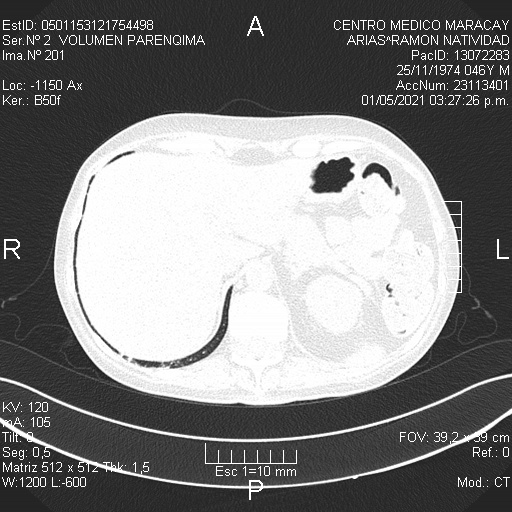 EstID: 0501153121754498
Ser.Nº 2 VOLUMEN PARENQIMA
Ima.Nº 201
Loc: -1150 Ax
Ker.: B50f
A
CENTRO MEDICO MARACAY
ARIAS^RAMON NATIVIDAD
PacID: 13072283
25/11/1974 046Y M
AccNum: 23113401
01/05/2021 03:27:26 p.m.
R
L
KV: 120
mA: 105
Tilt: 0
Seg: 0,5
Matriz 512 x 512 Thk: 1,5
W:1200 L:-600
Esc 1=10 mm
P
FOV: 39,2 x 39 cm
Ref.: 0
Mod.: CT